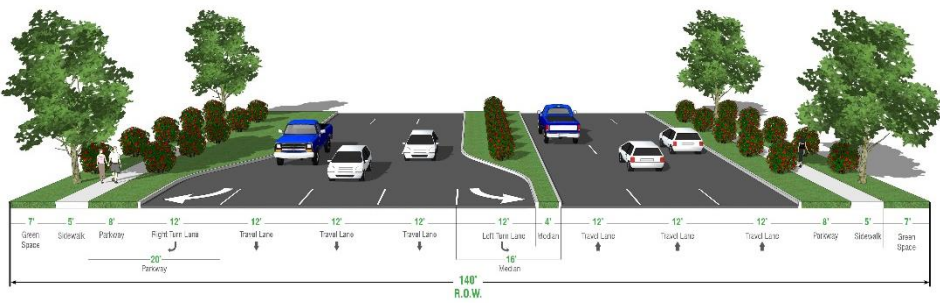 7' 5' 8' 12' 12' 12' 12' 12' 4' 12' 12' 12' 8' 5' 7'
Green Space
Sidewalk
Parkway
Right Turn Lane
Travel Lane
Travel Lane
Travel Lane
Left Turn Lane
Median
Travel Lane
Travel Lane
Travel Lane
Parkway
Sidewalk
Green Space
20'
Parkway
16'
Median
140'
R.O.W.